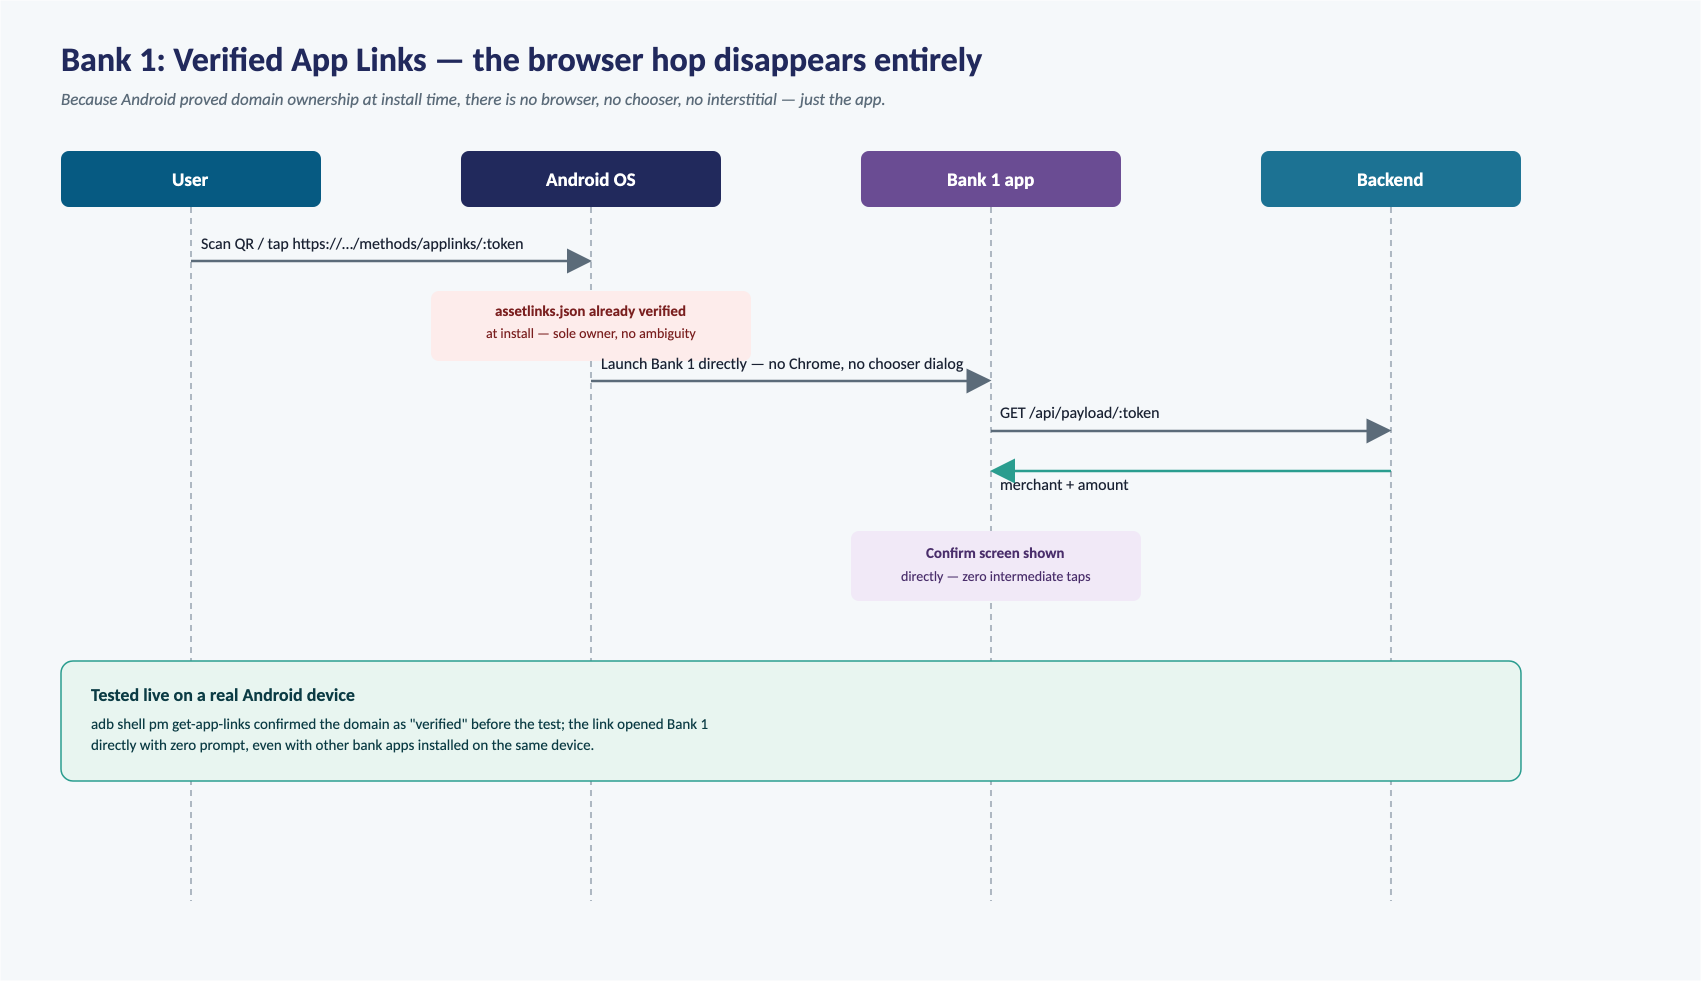 Bank 1: Verified App Links — the browser hop disappears entirely
Because Android proved domain ownership at install time, there is no browser, no chooser, no interstitial — just the app.
User
Android OS
Bank 1 app
Backend
Scan QR / tap https://.../methods/applinks/:token
assetlinks.json already verified
at install — sole owner, no ambiguity
Launch Bank 1 directly — no Chrome, no chooser dialog
GET /api/payload/:token
merchant + amount
Confirm screen shown
directly — zero intermediate taps
Tested live on a real Android device
adb shell pm get-app-links confirmed the domain as "verified" before the test; the link opened Bank 1
directly with zero prompt, even with other bank apps installed on the same device.